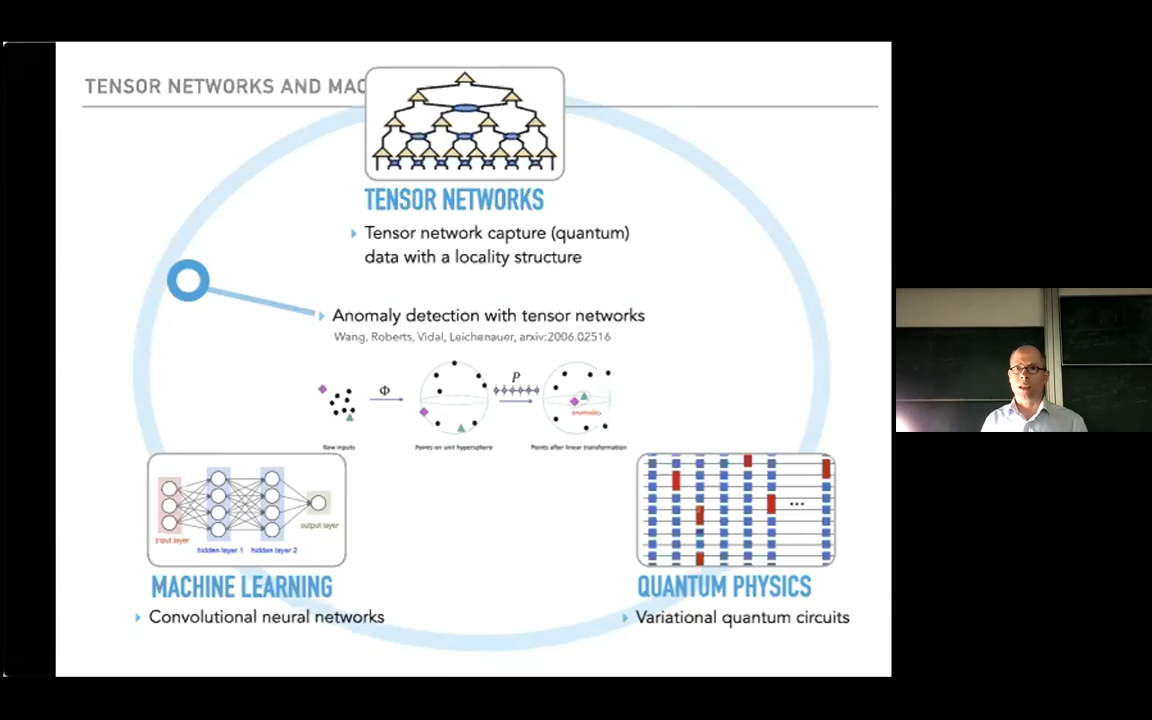 TENSOR NETWORKS AND MAC
TENSOR NETWORKS
Tensor network capture (quantum)
data with a locality structure
Anomaly detection with tensor networks
Wang, Roberts, Vidal, Leichenauer, arxiv:2006.02516
Φ
P
anomalies
Raw inputs
Points on unit hypersphere
Points after linear transformation
input layer
hidden layer 1
hidden layer 2
output layer
...
MACHINE LEARNING
Convolutional neural networks
QUANTUM PHYSICS
Variational quantum circuits